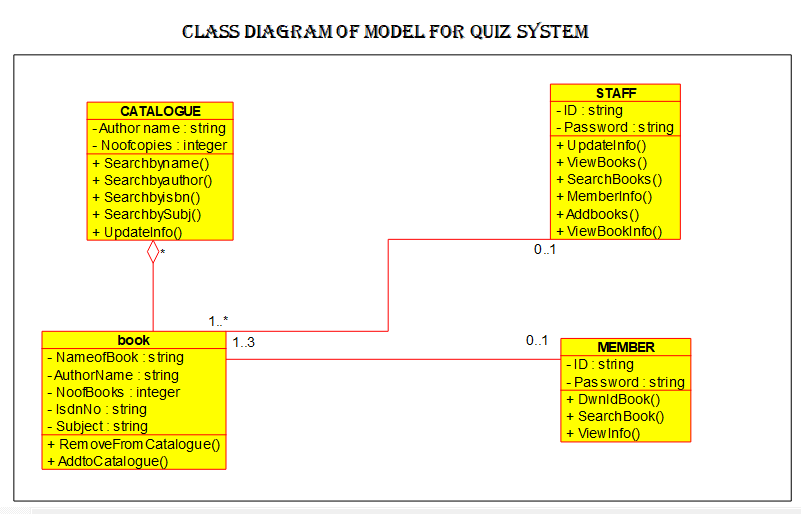 CLASS DIAGRAM OF MODEL FOR QUIZ SYSTEM
CATALOGUE
- Author name : string
- Noofcopies : integer
+ Searchbyname()
+ Searchbyauthor()
+ Searchbyisbn()
+ SearchbySubj()
+ UpdateInfo()
STAFF
- ID : string
- Password : string
+ UpdateInfo()
+ ViewBooks()
+ SearchBooks()
+ MemberInfo()
+ Addbooks()
+ ViewBookInfo()
*
0..1
1..*
book
- NameofBook : string
- AuthorName : string
- NoofBooks : integer
- IsdnNo : string
- Subject : string
+ RemoveFromCatalogue()
+ AddtoCatalogue()
1..3
0..1
MEMBER
- ID : string
- Password : string
+ DwnldBook()
+ SearchBook()
+ ViewInfo()